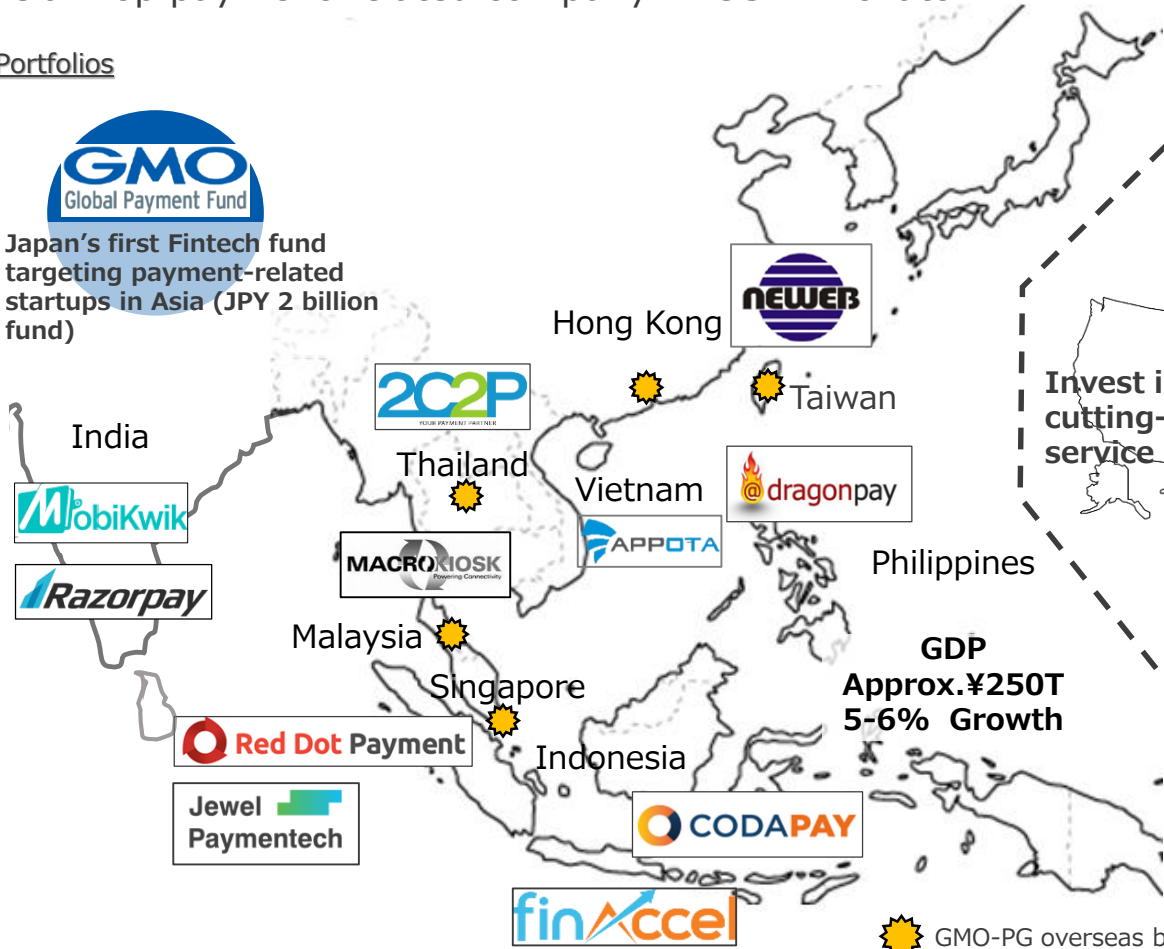 Portfolios
GMO
Global Payment Fund
Japan's first Fintech fund
targeting payment-related
startups in Asia (JPY 2 billion
fund)
NEWEB
Hong Kong
Taiwan
Invest i
cutting-
service
2C2P
YOUR PAYMENT PARTNER
India
Thailand
Vietnam
@dragonpay
MobiKwik
APPOTA
MACROKIOSK
Powering Connectivity
Philippines
Razorpay
Malaysia
GDP
Approx.¥250T
5-6% Growth
Singapore
Red Dot Payment
Indonesia
Jewel
Paymentech
CODAPAY
finAccel
GMO-PG overseas b